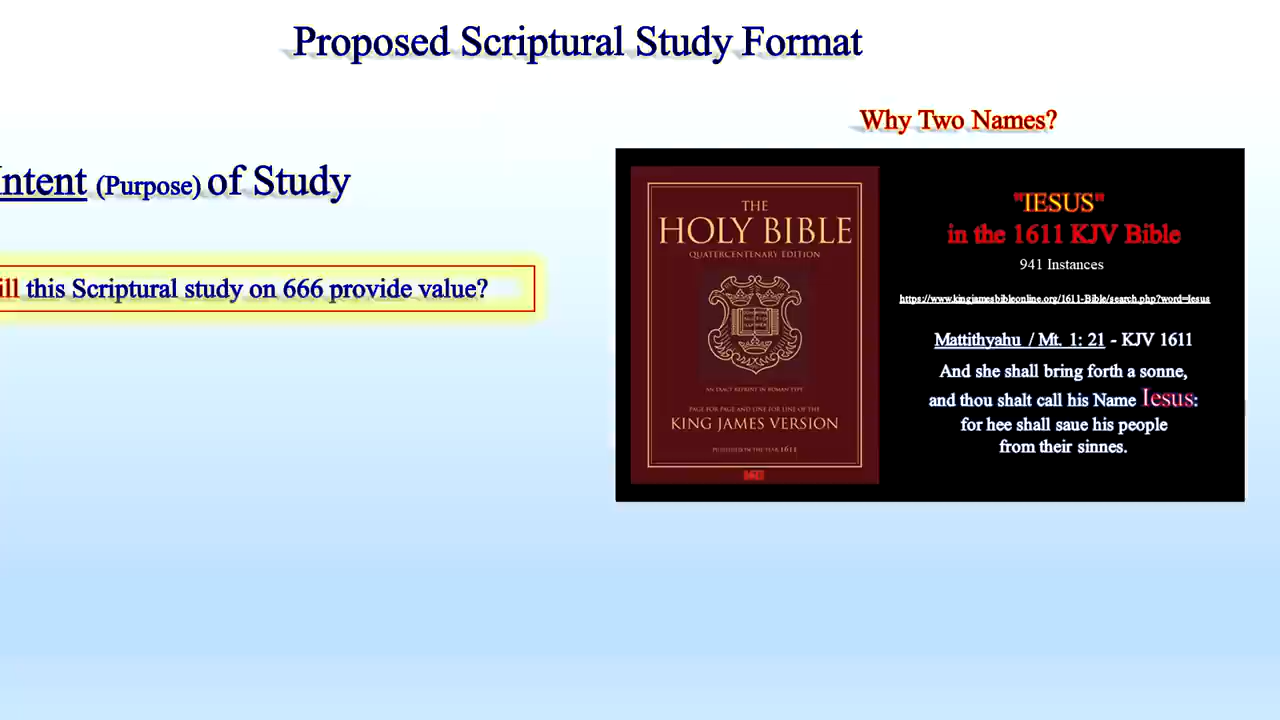 Proposed Scriptural Study Format
Why Two Names?
Intent (Purpose) of Study
ill this Scriptural study on 666 provide value?
THE
HOLY BIBLE
QUATERCENTENARY EDITION
AN EXACT REPRINT IN ROMAN TYPE
PAGE FOR PAGE AND LINE FOR LINE OF THE
KING JAMES VERSION
PUBLISHED IN THE YEAR 1611
"IESUS"
in the 1611 KJV Bible
941 Instances
https://www.kingjamesbibleonline.org/1611-Bible/search.php?word=Iesus
Mattithyahu / Mt. 1: 21 - KJV 1611
And she shall bring forth a sonne,
and thou shalt call his Name Iesus:
for hee shall saue his people
from their sinnes.